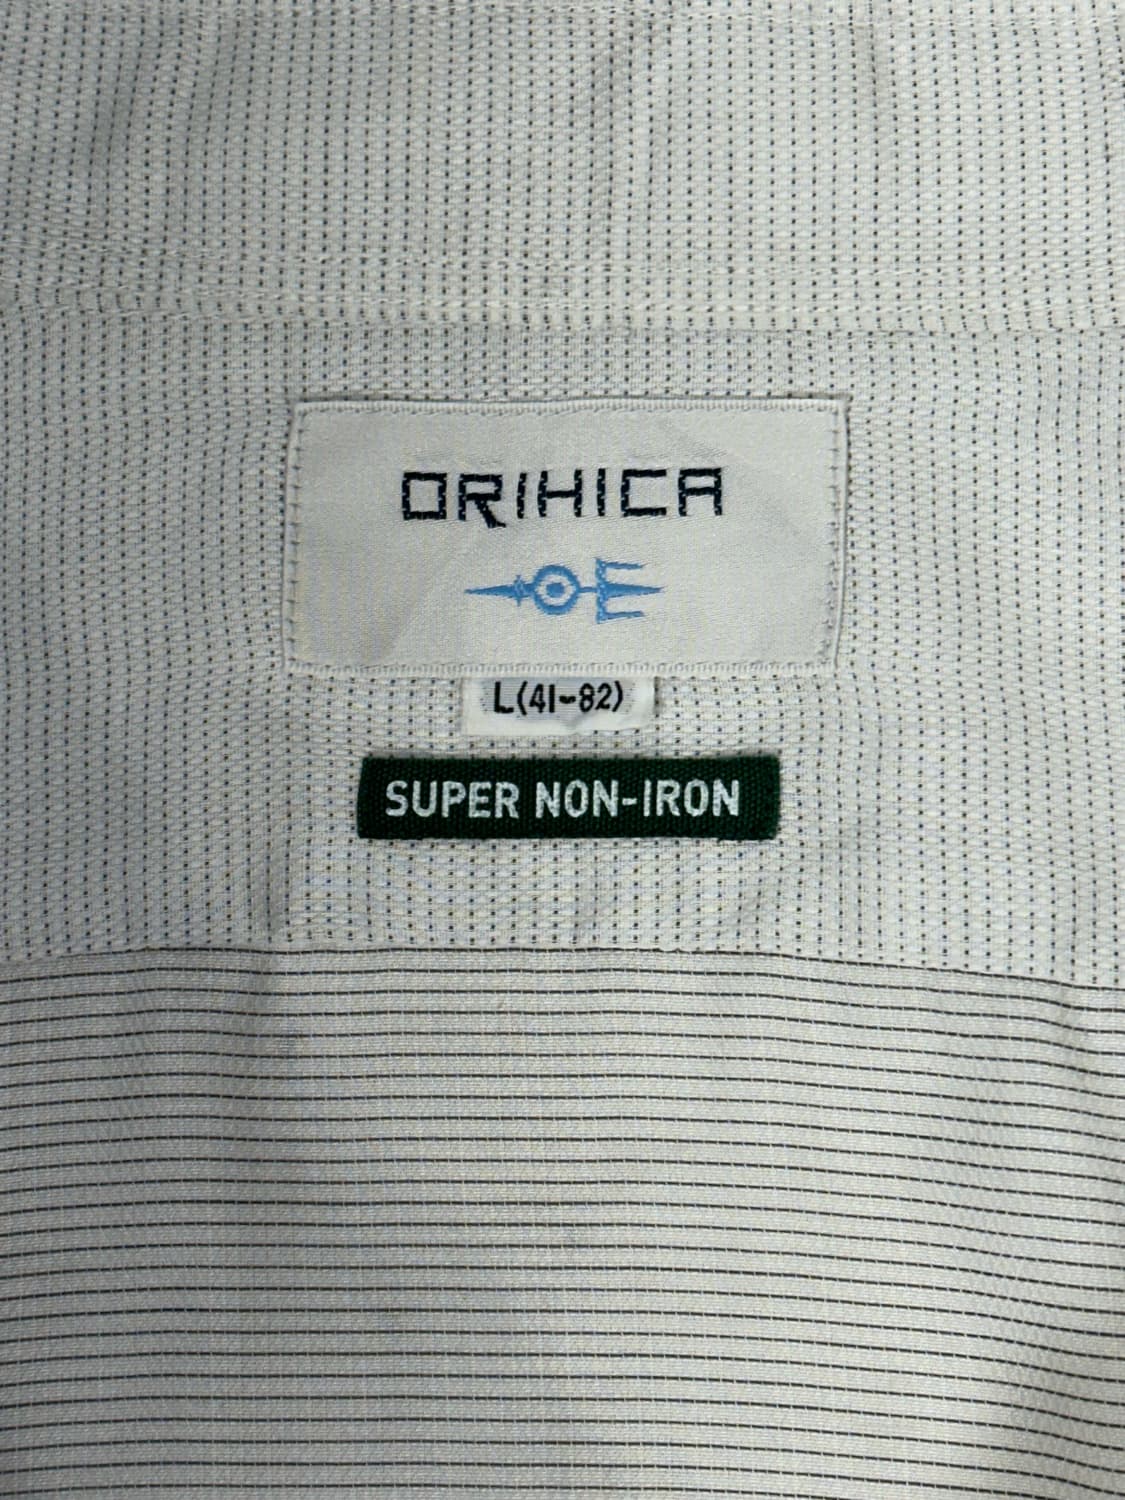 ORIHICA
L(41-82)
SUPER NON-IRON